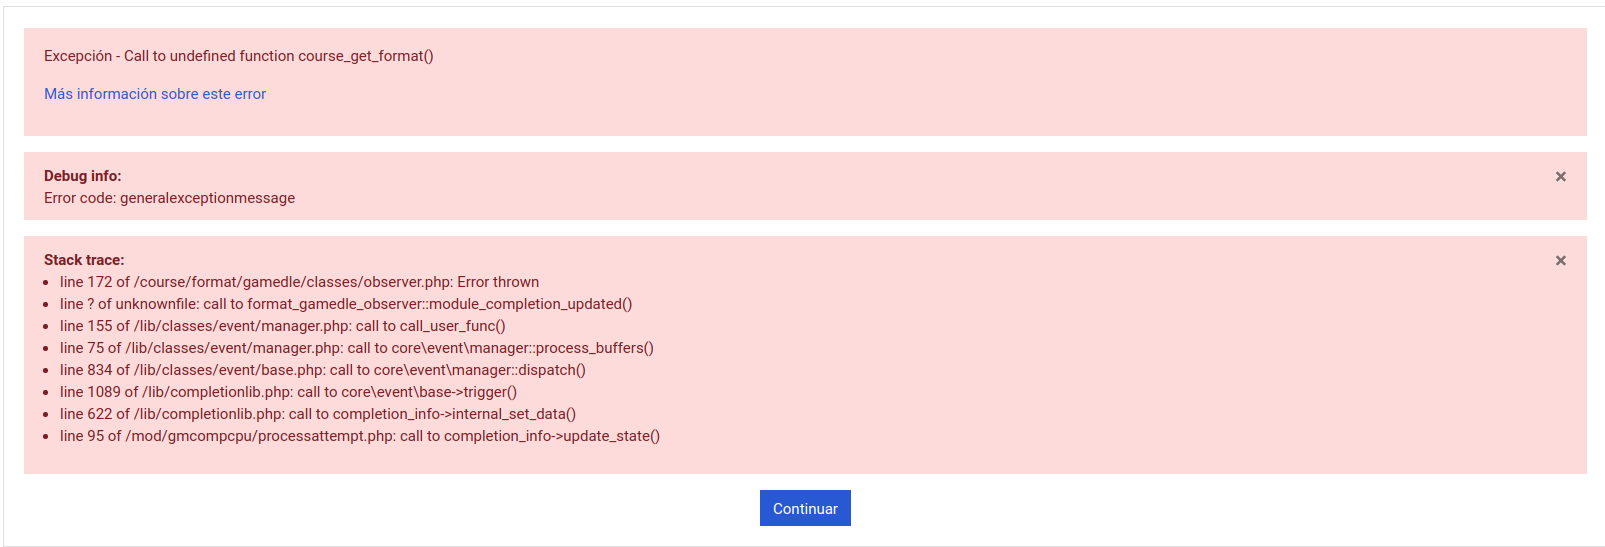 Excepción - Call to undefined function course_get_format()
Más información sobre este error
Debug info:
×
Error code: generalexceptionmessage
Stack trace:
×
• line 172 of /course/format/gamedle/classes/observer.php: Error thrown
• line ? of unknownfile: call to format_gamedle_observer::module_completion_updated()
• line 155 of /lib/classes/event/manager.php: call to call_user_func()
• line 75 of /lib/classes/event/manager.php: call to core\event\manager::process_buffers()
• line 834 of /lib/classes/event/base.php: call to core\event\manager::dispatch()
• line 1089 of /lib/completionlib.php: call to core\event\base->trigger()
• line 622 of /lib/completionlib.php: call to completion_info->internal_set_data()
• line 95 of /mod/gmcompcpu/processattempt.php: call to completion_info->update_state()
Continuar